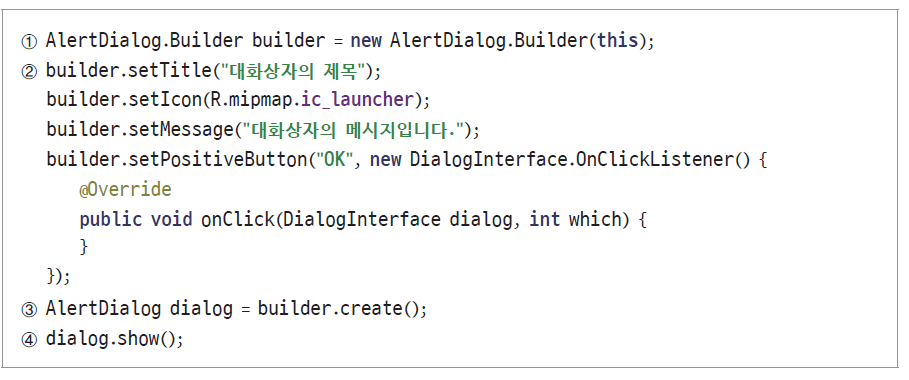 ① AlertDialog.Builder builder = new AlertDialog.Builder(this);
② builder.setTitle("대화상자의 제목");
builder.setIcon(R.mipmap.ic_launcher);
builder.setMessage("대화상자의 메시지입니다.");
builder.setPositiveButton("OK", new DialogInterface.OnClickListener() {
@Override
public void onClick(DialogInterface dialog, int which) {
}
});
③ AlertDialog dialog = builder.create();
④ dialog.show();